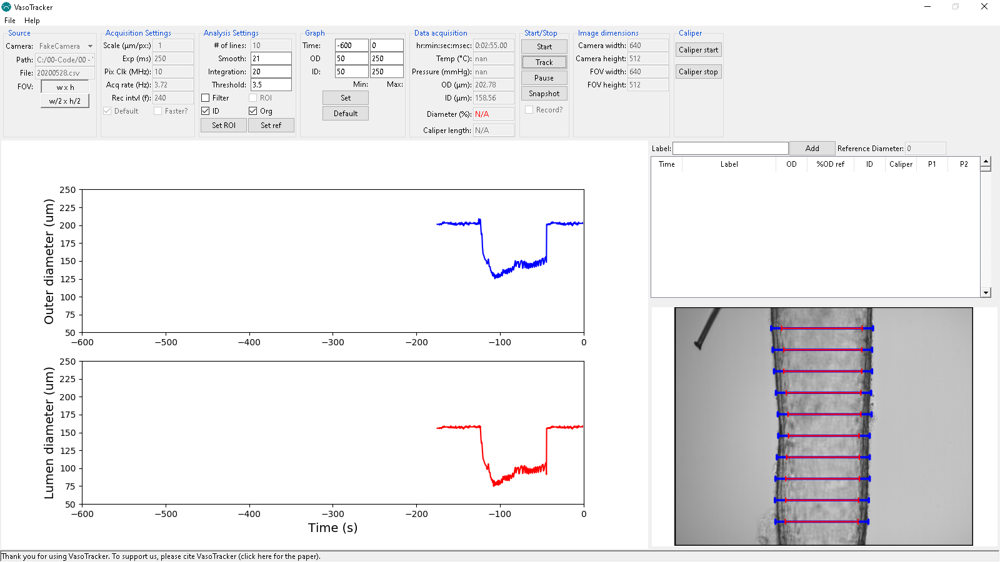 VasoTracker
File Help
Source
Camera: FakeCamera
Path: C:/00-Code/00 - '
File: 20200528.csv
FOV: w x h
w/2 x h/2
Acquisition Settings
Scale (µm/px:) 1
Exp (ms) 250
Pix Clk (MHz): 10
Acq rate (Hz): 3.72
Rec intvl (f): 240
Default Faster?
Analysis Settings
# of lines: 10
Smooth: 21
Integration: 20
Threshold: 3.5
Filter ROI
ID Org
Set ROI Set ref
Graph
Time: -600 0
OD 50 250
ID: 50 250
Min: Max:
Set
Default
Data acquisition
hr:min:sec:msec: 0:02:55.00
Temp (°C): nan
Pressure (mmHg): nan
OD (µm): 202.78
ID (µm): 158.56
Diameter (%): N/A
Caliper length: N/A
Start/Stop
Start
Track
Pause
Snapshot
Record?
Image dimensions
Camera width: 640
Camera height: 512
FOV width: 640
FOV height: 512
Caliper
Caliper start
Caliper stop
Label: Add Reference Diameter: 0
Time Label OD %OD ref ID Caliper P1 P2
Outer diameter (um)
250
225
200
175
150
125
100
75
50
−600 −500 −400 −300 −200 −100 0
Lumen diameter (um)
250
225
200
175
150
125
100
75
50
−600 −500 −400 −300 −200 −100 0
Time (s)
Thank you for using VasoTracker. To support us, please cite VasoTracker (click here for the paper).